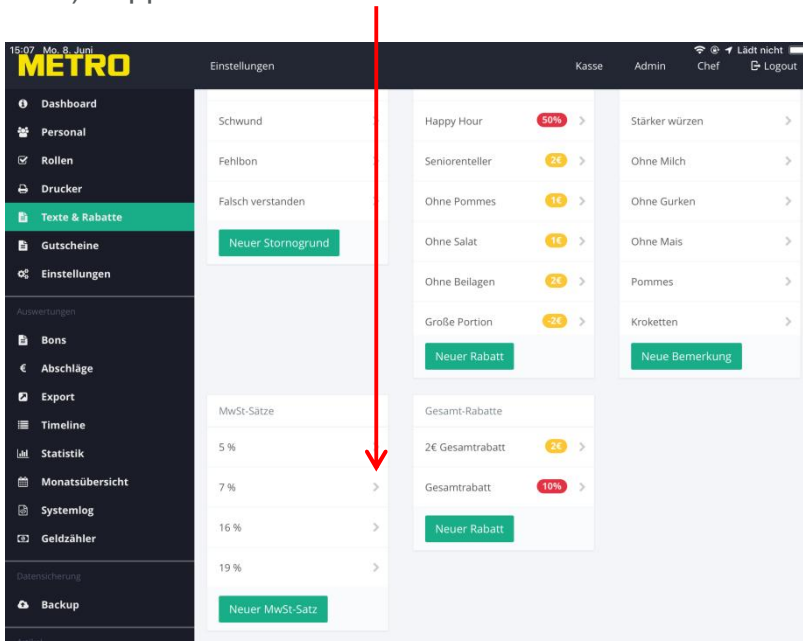 15:07 Mo. 8. Juni
Lädt nicht
METRO
Einstellungen
Kasse
Admin
Chef
Logout
Dashboard
Personal
Rollen
Drucker
Texte & Rabatte
Gutscheine
Einstellungen
Auswertungen
Bons
€ Abschläge
Export
Timeline
Statistik
Monatsübersicht
Systemlog
Geldzähler
Datensicherung
Backup
Schwund
Fehlbon
Falsch verstanden
Neuer Stornogrund
Happy Hour 50%
Seniorenteller 2€
Ohne Pommes 1€
Ohne Salat 1€
Ohne Beilagen 2€
Große Portion -2€
Neuer Rabatt
Stärker würzen
Ohne Milch
Ohne Gurken
Ohne Mais
Pommes
Kroketten
Neue Bemerkung
MwSt-Sätze
5 %
7 %
16 %
19 %
Neuer MwSt-Satz
Gesamt-Rabatte
2€ Gesamtrabatt 2€
Gesamtrabatt 10%
Neuer Rabatt